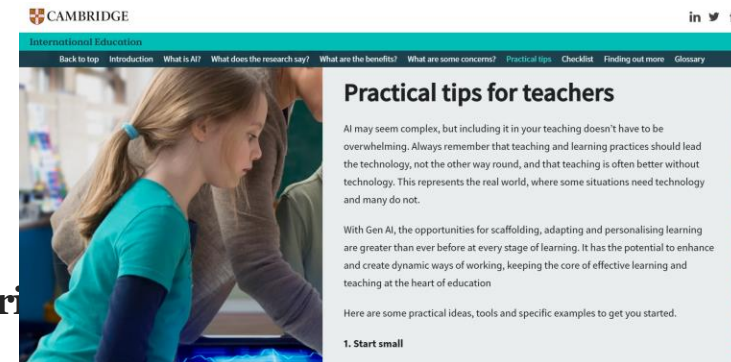 CAMBRIDGE
International Education
Back to top Introduction What is AI? What does the research say? What are the benefits? What are some concerns? Practical tips Checklist Finding out more Glossary
Practical tips for teachers
AI may seem complex, but including it in your teaching doesn't have to be
overwhelming. Always remember that teaching and learning practices should lead
the technology, not the other way round, and that teaching is often better without
technology. This represents the real world, where some situations need technology
and many do not.
With Gen AI, the opportunities for scaffolding, adapting and personalising learning
are greater than ever before at every stage of learning. It has the potential to enhance
and create dynamic ways of working, keeping the core of effective learning and
teaching at the heart of education
Here are some practical ideas, tools and specific examples to get you started.
1. Start small